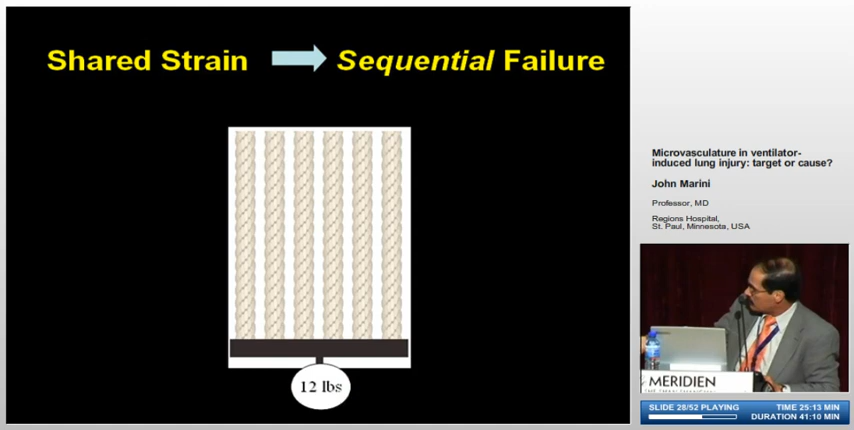 Shared Strain Sequential Failure
12 lbs
Microvasculature in ventilator-
induced lung injury: target or cause?
John Marini
Professor, MD
Regions Hospital,
St. Paul, Minnesota, USA
MERIDIEN
SLIDE 28/52 PLAYING TIME 25:13 MIN
DURATION 41:10 MIN